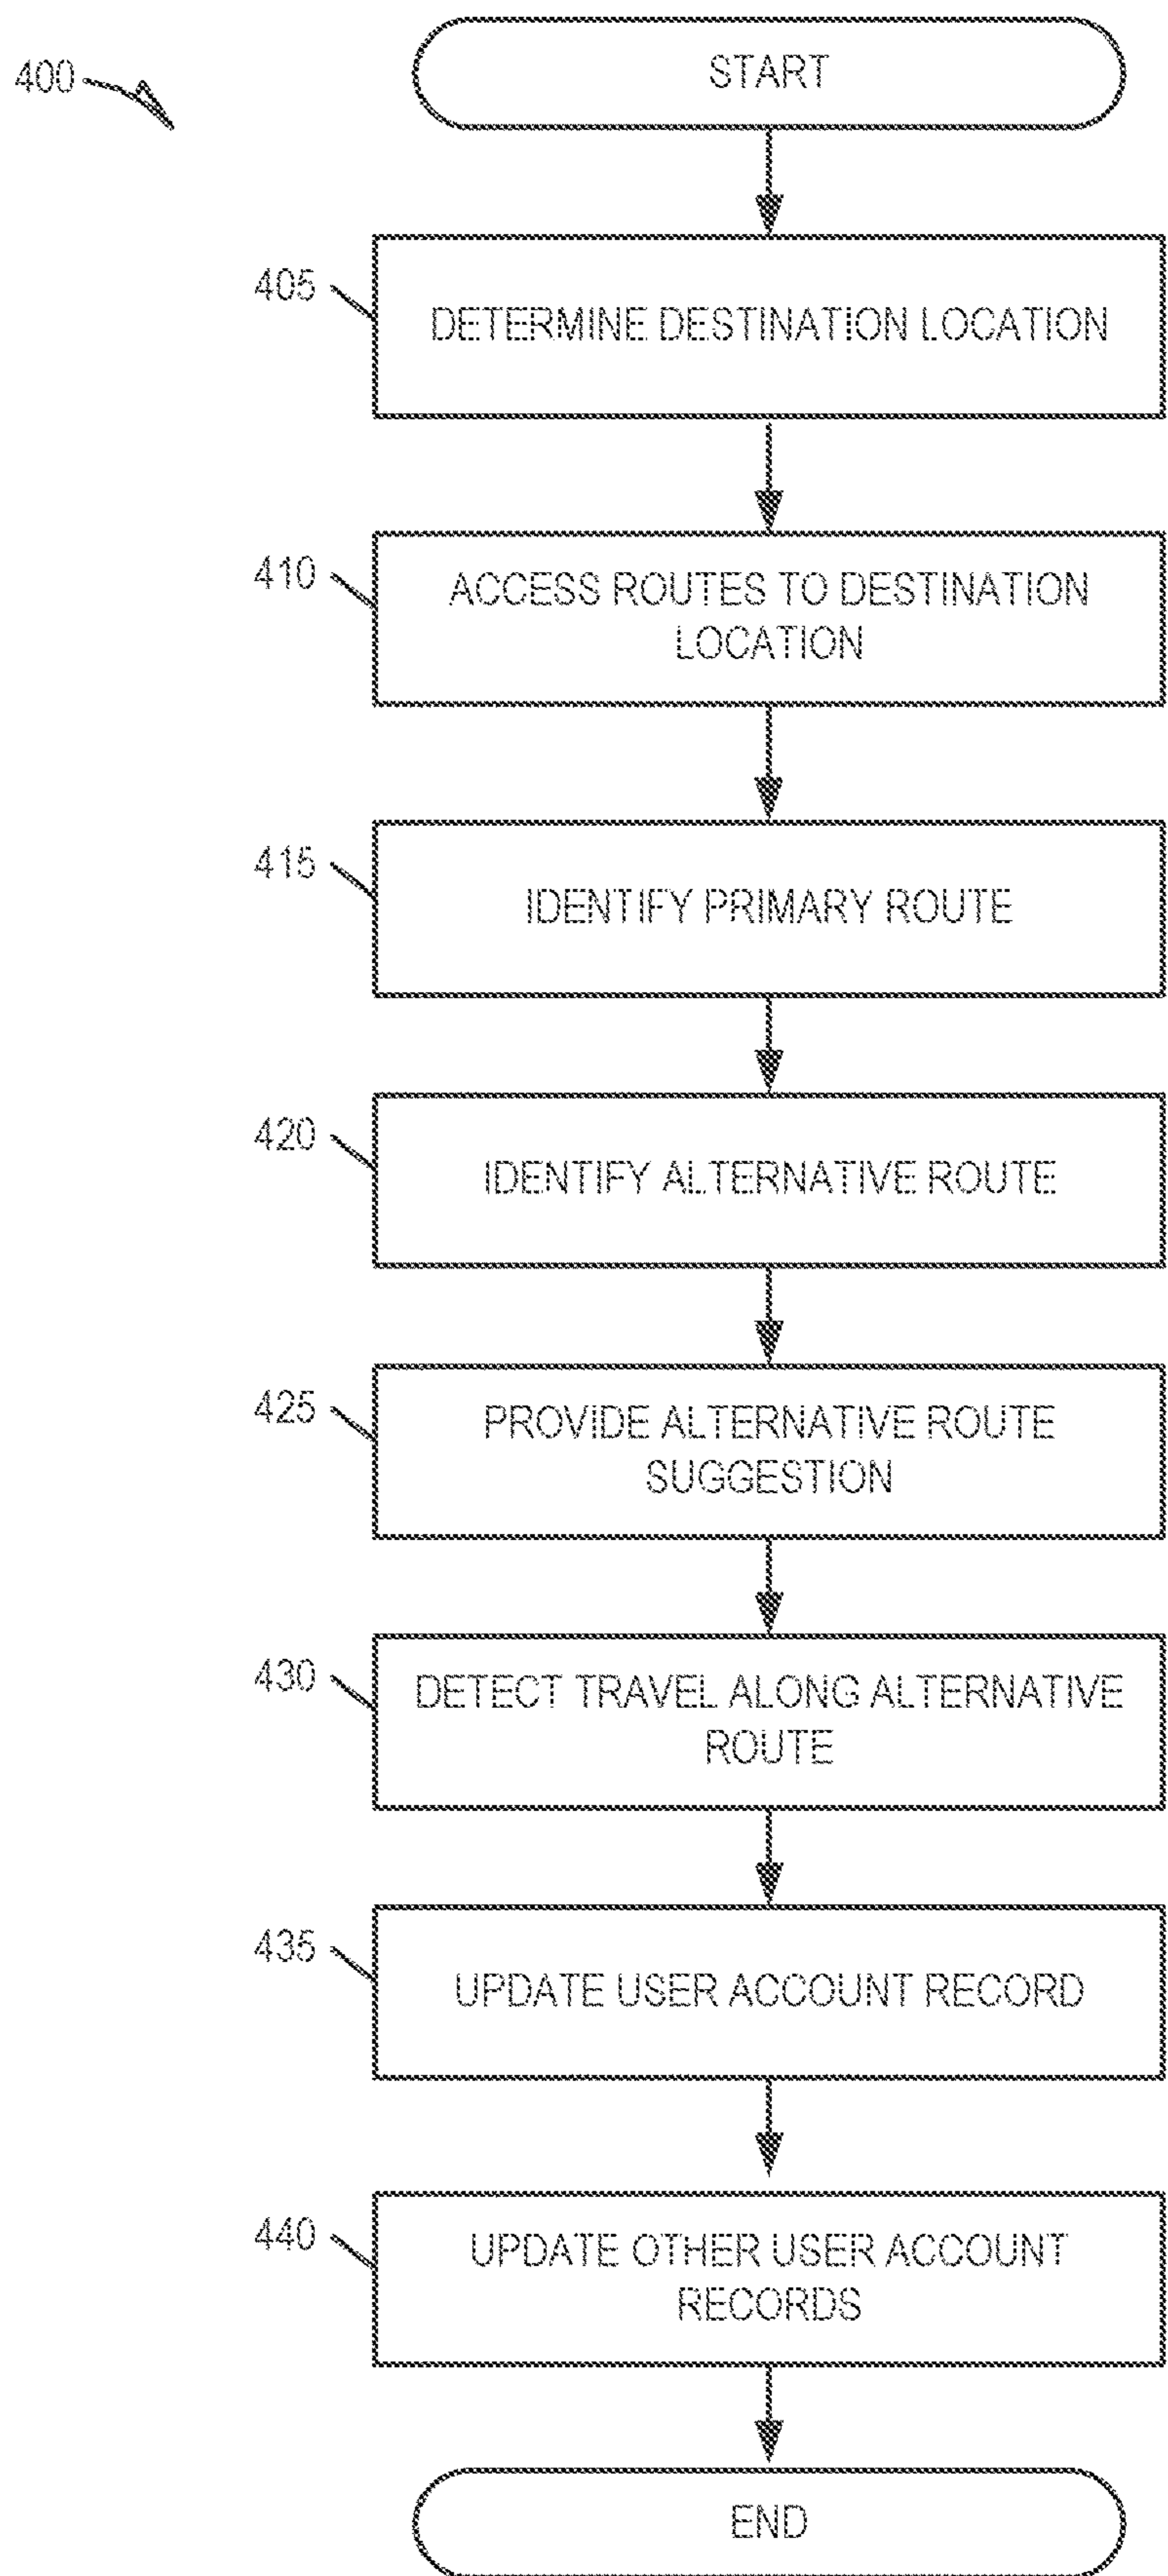 400
START
405
DETERMINE DESTINATION LOCATION
410
ACCESS ROUTES TO DESTINATION
LOCATION
415
IDENTIFY PRIMARY ROUTE
420
IDENTIFY ALTERNATIVE ROUTE
425
PROVIDE ALTERNATIVE ROUTE
SUGGESTION
430
DETECT TRAVEL ALONG ALTERNATIVE
ROUTE
435
UPDATE USER ACCOUNT RECORD
440
UPDATE OTHER USER ACCOUNT
RECORDS
END